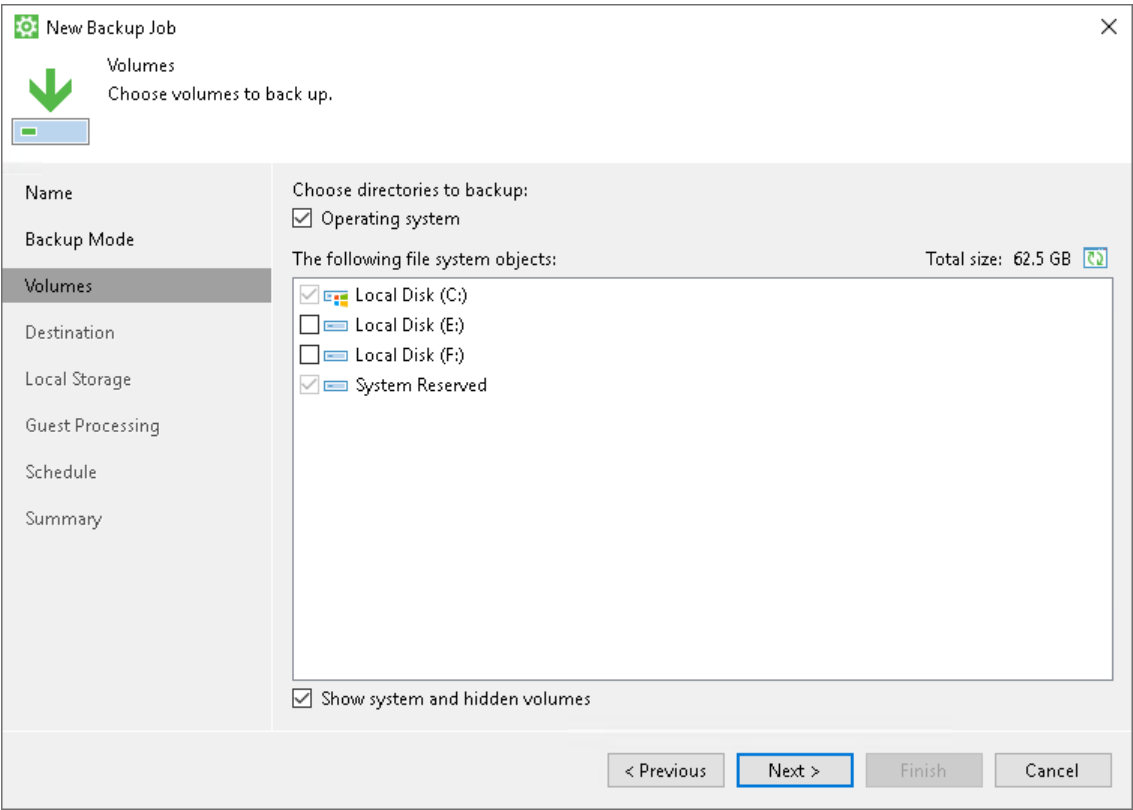 New Backup Job
Volumes
Choose volumes to back up.
Name
Backup Mode
Volumes
Destination
Local Storage
Guest Processing
Schedule
Summary
Choose directories to backup:
Operating system
The following file system objects: Total size: 62.5 GB
Local Disk (C:)
Local Disk (E:)
Local Disk (F:)
System Reserved
Show system and hidden volumes
< Previous Next > Finish Cancel